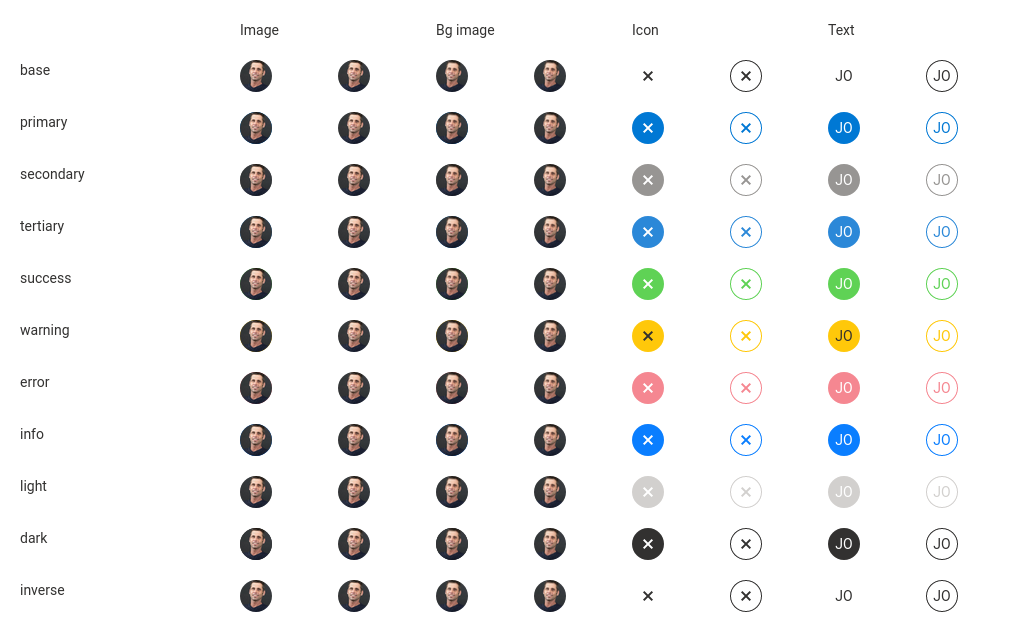 Image Bg image Icon Text
base JO JO
primary JO JO
secondary JO JO
tertiary JO JO
success JO JO
warning JO JO
error JO JO
info JO JO
light JO JO
dark JO JO
inverse JO JO